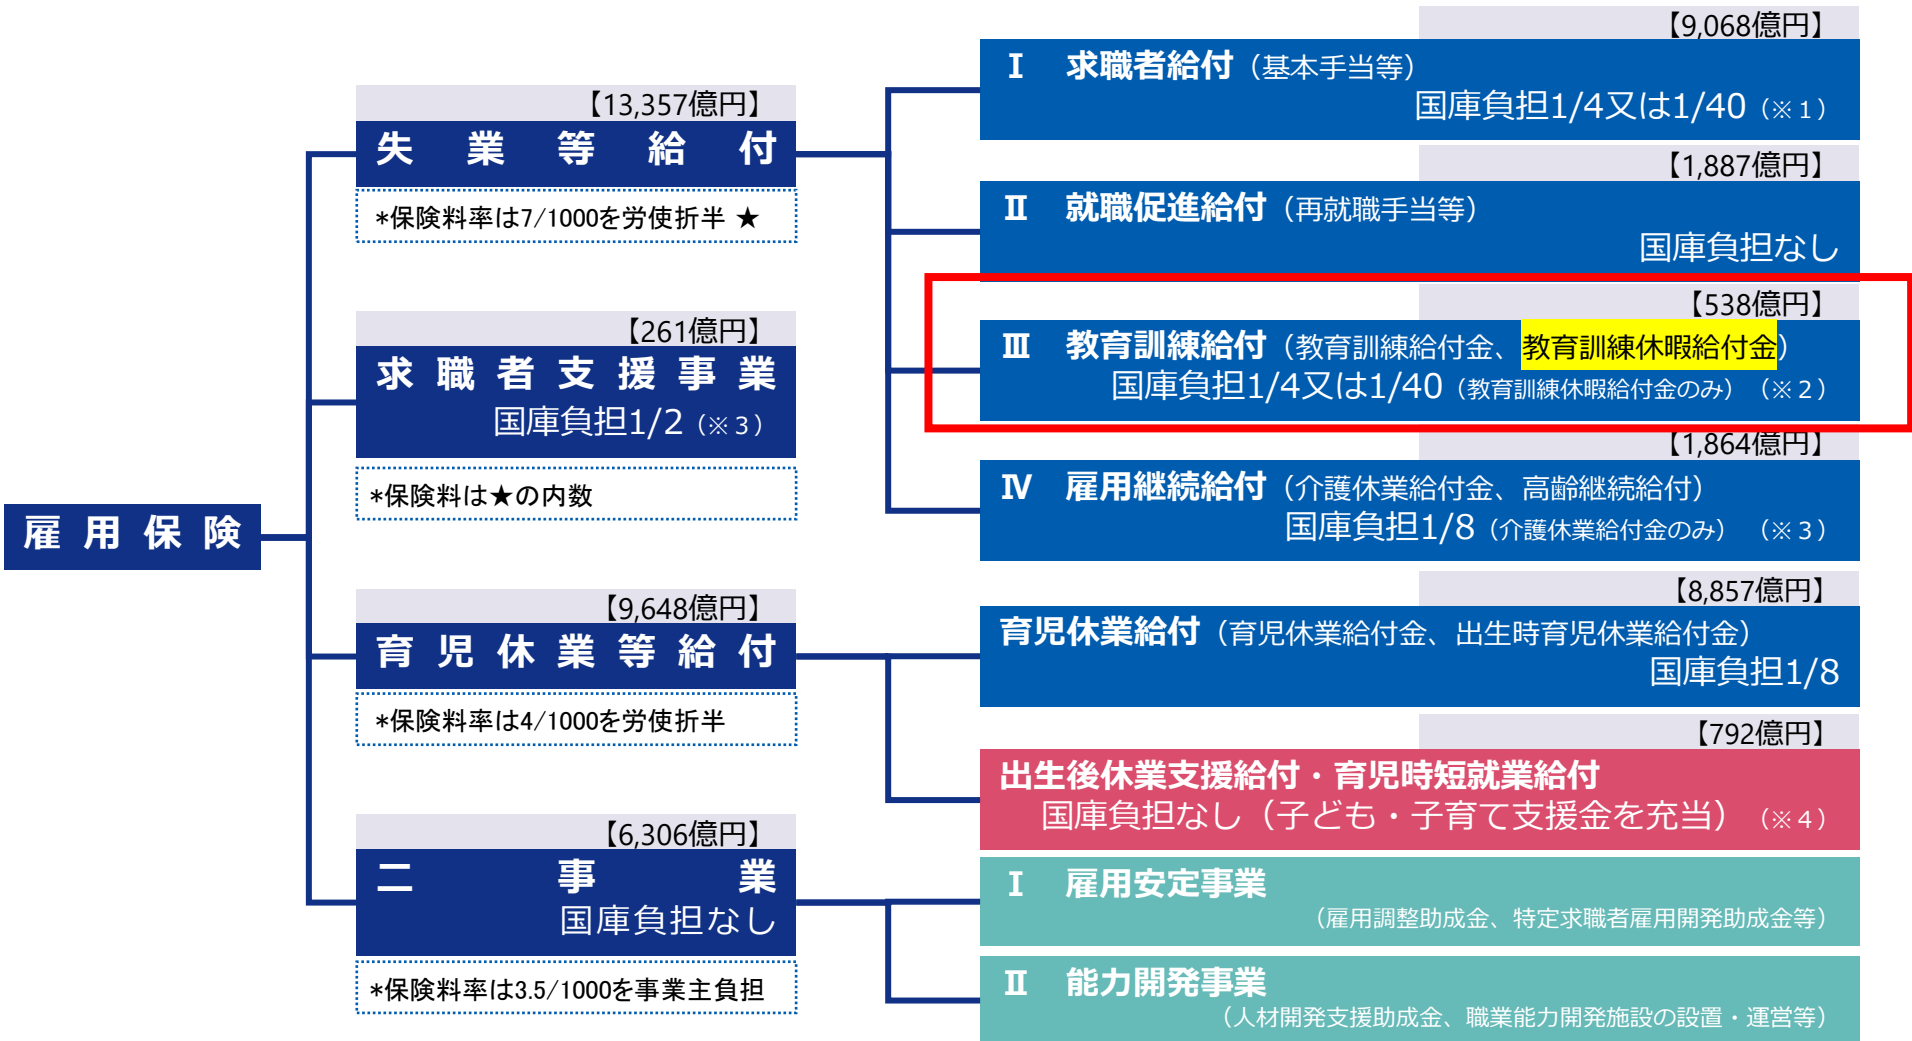 雇用保険
【13,357億円】
失業等給付
*保険料率は7/1000を労使折半 ★
【9,068億円】
Ⅰ 求職者給付（基本手当等）
国庫負担1/4又は1/40（※１）
【1,887億円】
Ⅱ 就職促進給付（再就職手当等）
国庫負担なし
【538億円】
Ⅲ 教育訓練給付（教育訓練給付金、教育訓練休暇給付金）
国庫負担1/4又は1/40（教育訓練休暇給付金のみ）（※２）
【1,864億円】
Ⅳ 雇用継続給付（介護休業給付金、高齢継続給付）
国庫負担1/8（介護休業給付金のみ）（※３）
【261億円】
求職者支援事業
国庫負担1/2（※３）
*保険料は★の内数
【9,648億円】
育児休業等給付
*保険料率は4/1000を労使折半
【8,857億円】
育児休業給付（育児休業給付金、出生時育児休業給付金）
国庫負担1/8
【792億円】
出生後休業支援給付・育児時短就業給付
国庫負担なし（子ども・子育て支援金を充当）（※４）
【6,306億円】
二事業
国庫負担なし
*保険料率は3.5/1000を事業主負担
Ⅰ 雇用安定事業
（雇用調整助成金、特定求職者雇用開発助成金等）
Ⅱ 能力開発事業
（人材開発支援助成金、職業能力開発施設の設置・運営等）